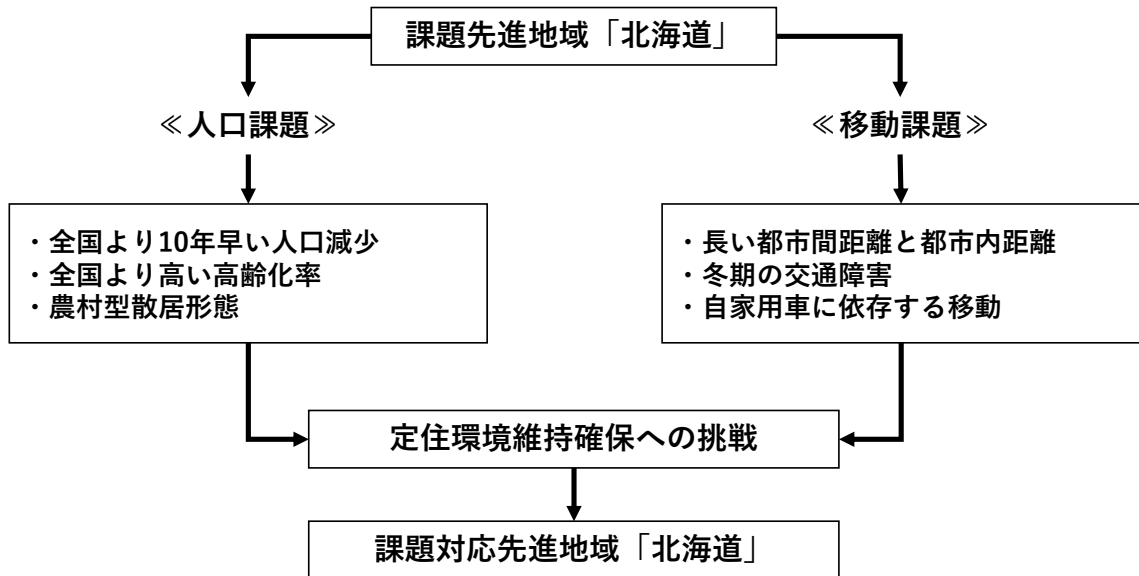 課題先進地域「北海道」
≪人口課題≫
≪移動課題≫
・全国より10年早い人口減少
・全国より高い高齢化率
・農村型散居形態
・長い都市間距離と都市内距離
・冬期の交通障害
・自家用車に依存する移動
定住環境維持確保への挑戦
課題対応先進地域「北海道」